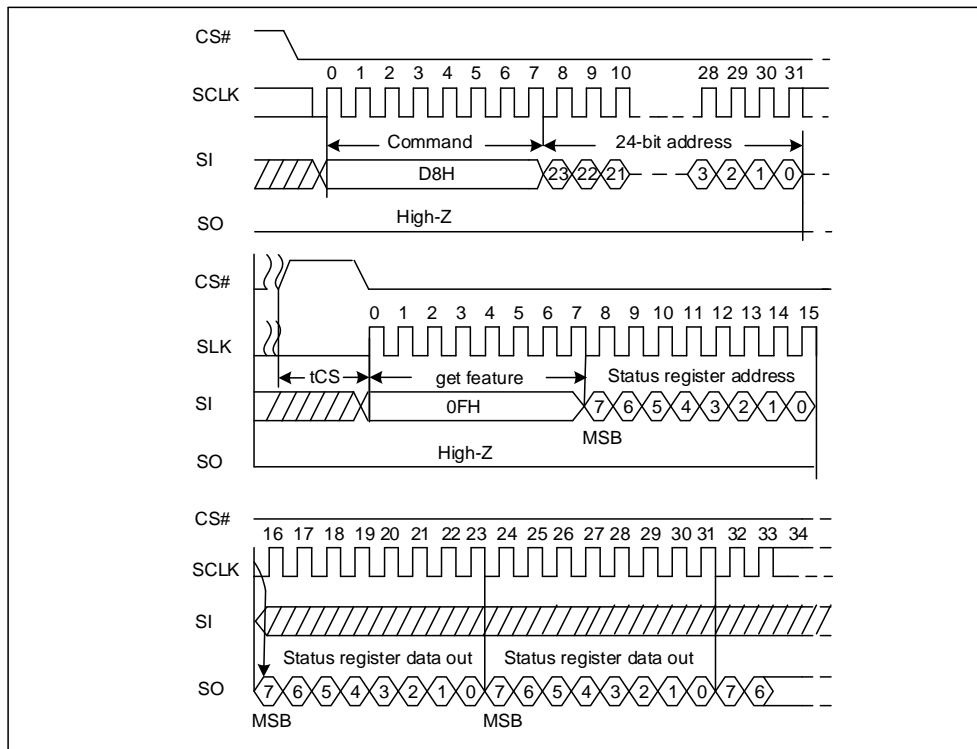 CS#
0 1 2 3 4 5 6 7 8 9 10 28 29 30 31
SCLK
Command 24-bit address
SI
D8H 23 22 21 3 2 1 0
High-Z
SO
CS#
0 1 2 3 4 5 6 7 8 9 10 11 12 13 14 15
SLK
tCS get feature Status register address
SI
0FH 7 6 5 4 3 2 1 0
MSB
High-Z
SO
CS#
16 17 18 19 20 21 22 23 24 25 26 27 28 29 30 31 32 33 34
SCLK
SI
Status register data out Status register data out
SO 7 6 5 4 3 2 1 0 7 6 5 4 3 2 1 0 7 6
MSB MSB